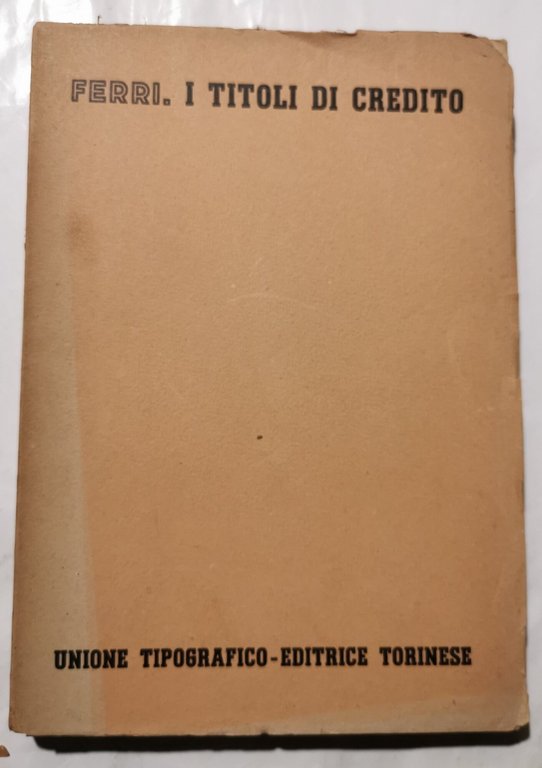 FERRI. I TITOLI DI CREDITO
UNIONE TIPOGRAFICO-EDITRICE TORINESE